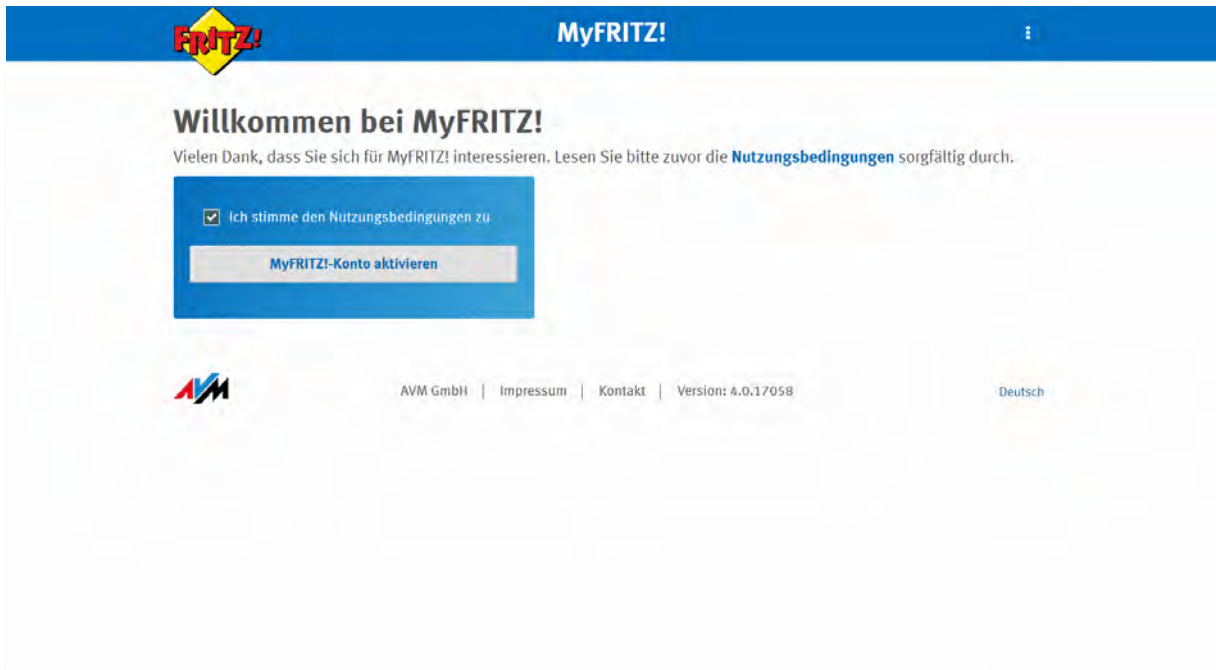 FRITZ!
MyFRITZ!
Willkommen bei MyFRITZ!
Vielen Dank, dass Sie sich für MyFRITZ! interessieren. Lesen Sie bitte zuvor die Nutzungsbedingungen sorgfältig durch.
Ich stimme den Nutzungsbedingungen zu
MyFRITZ!-Konto aktivieren
AVM
AVM GmbH | Impressum | Kontakt | Version: 4.0.17058
Deutsch